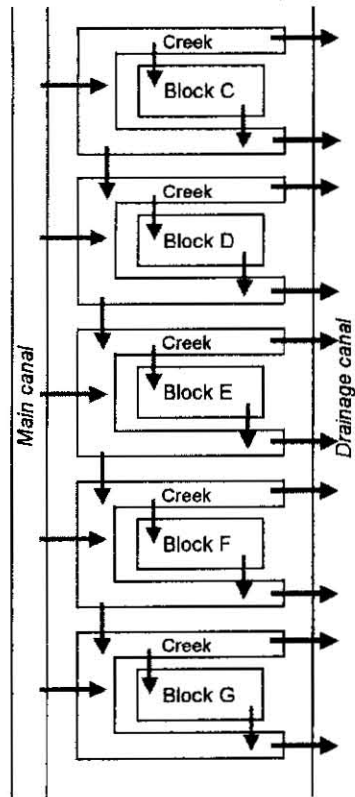 Creek
Block C
Creek
Block D
Creek
Block E
Creek
Block F
Creek
Block G
Main canal
Drainage canal